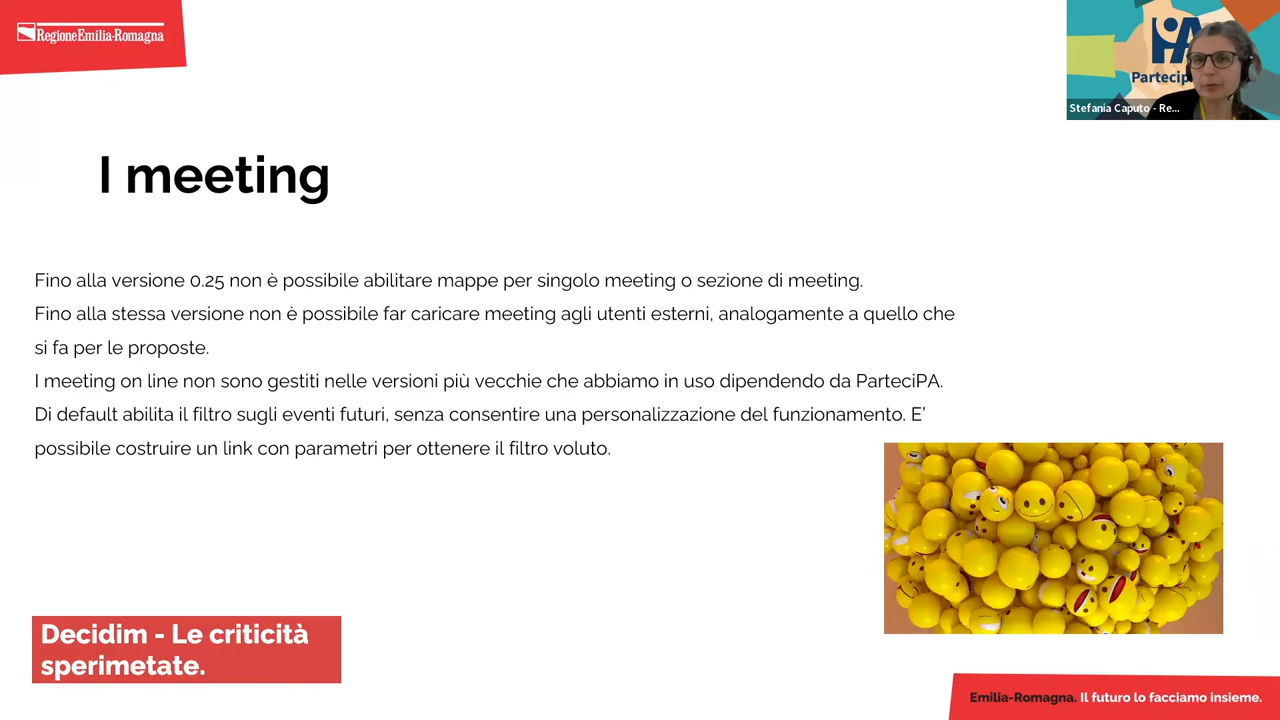 RegioneEmilia-Romagna
Partecip
Stefania Caputo - Re...
I meeting
Fino alla versione 0.25 non è possibile abilitare mappe per singolo meeting o sezione di meeting.
Fino alla stessa versione non è possibile far caricare meeting agli utenti esterni, analogamente a quello che
si fa per le proposte.
I meeting on line non sono gestiti nelle versioni più vecchie che abbiamo in uso dipendendo da ParteciPA.
Di default abilita il filtro sugli eventi futuri, senza consentire una personalizzazione del funzionamento. E'
possibile costruire un link con parametri per ottenere il filtro voluto.
Decidim - Le criticità
sperimetate.
Emilia-Romagna. Il futuro lo facciamo insieme.